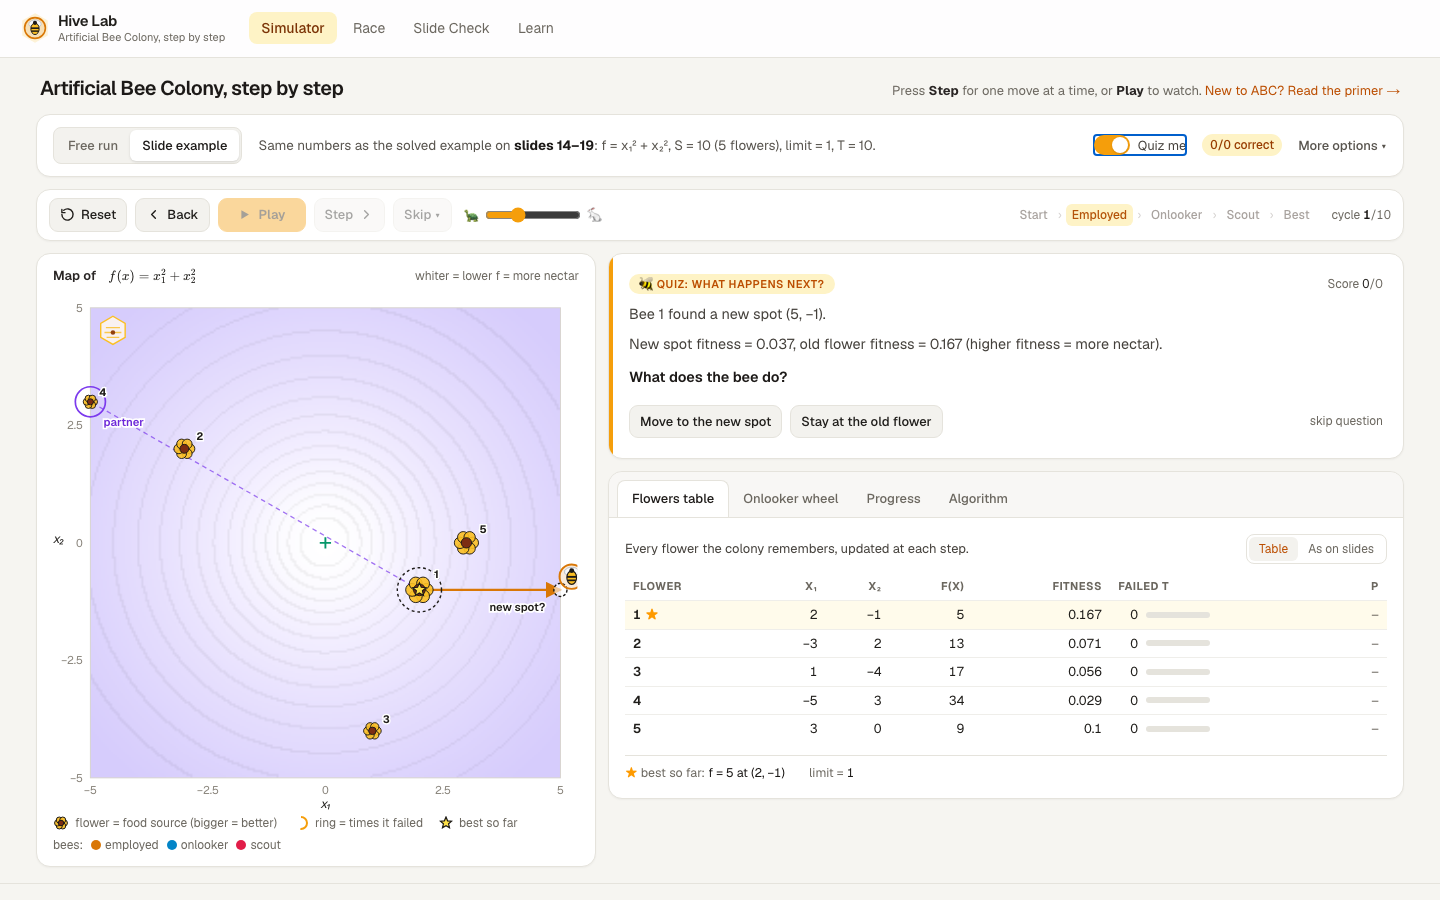 Hive Lab
Artificial Bee Colony, step by step
Simulator
Race
Slide Check
Learn
Artificial Bee Colony, step by step
Press Step for one move at a time, or Play to watch. New to ABC? Read the primer →
Free run
Slide example
Same numbers as the solved example on slides 14–19: f = x₁² + x₂², S = 10 (5 flowers), limit = 1, T = 10.
Quiz me
0/0 correct
More options ▾
Reset
Back
Play
Step
Skip ▾
Start › Employed › Onlooker › Scout › Best
cycle 1/10
Map of f(x) = x₁² + x₂²
whiter = lower f = more nectar
5
4
partner
2.5
2
x₂
0
5
1
new spot?
−2.5
3
−5
−5
−2.5
0
2.5
5
x₁
flower = food source (bigger = better)
ring = times it failed
best so far
bees:
employed
onlooker
scout
QUIZ: WHAT HAPPENS NEXT?
Score 0/0
Bee 1 found a new spot (5, −1).
New spot fitness = 0.037, old flower fitness = 0.167 (higher fitness = more nectar).
What does the bee do?
Move to the new spot
Stay at the old flower
skip question
Flowers table
Onlooker wheel
Progress
Algorithm
Every flower the colony remembers, updated at each step.
Table
As on slides
FLOWER X₁ X₂ F(X) FITNESS FAILED T P
1 ★ 2 −1 5 0.167 0 –
2 −3 2 13 0.071 0 –
3 1 −4 17 0.056 0 –
4 −5 3 34 0.029 0 –
5 3 0 9 0.1 0 –
★ best so far: f = 5 at (2, −1) limit = 1